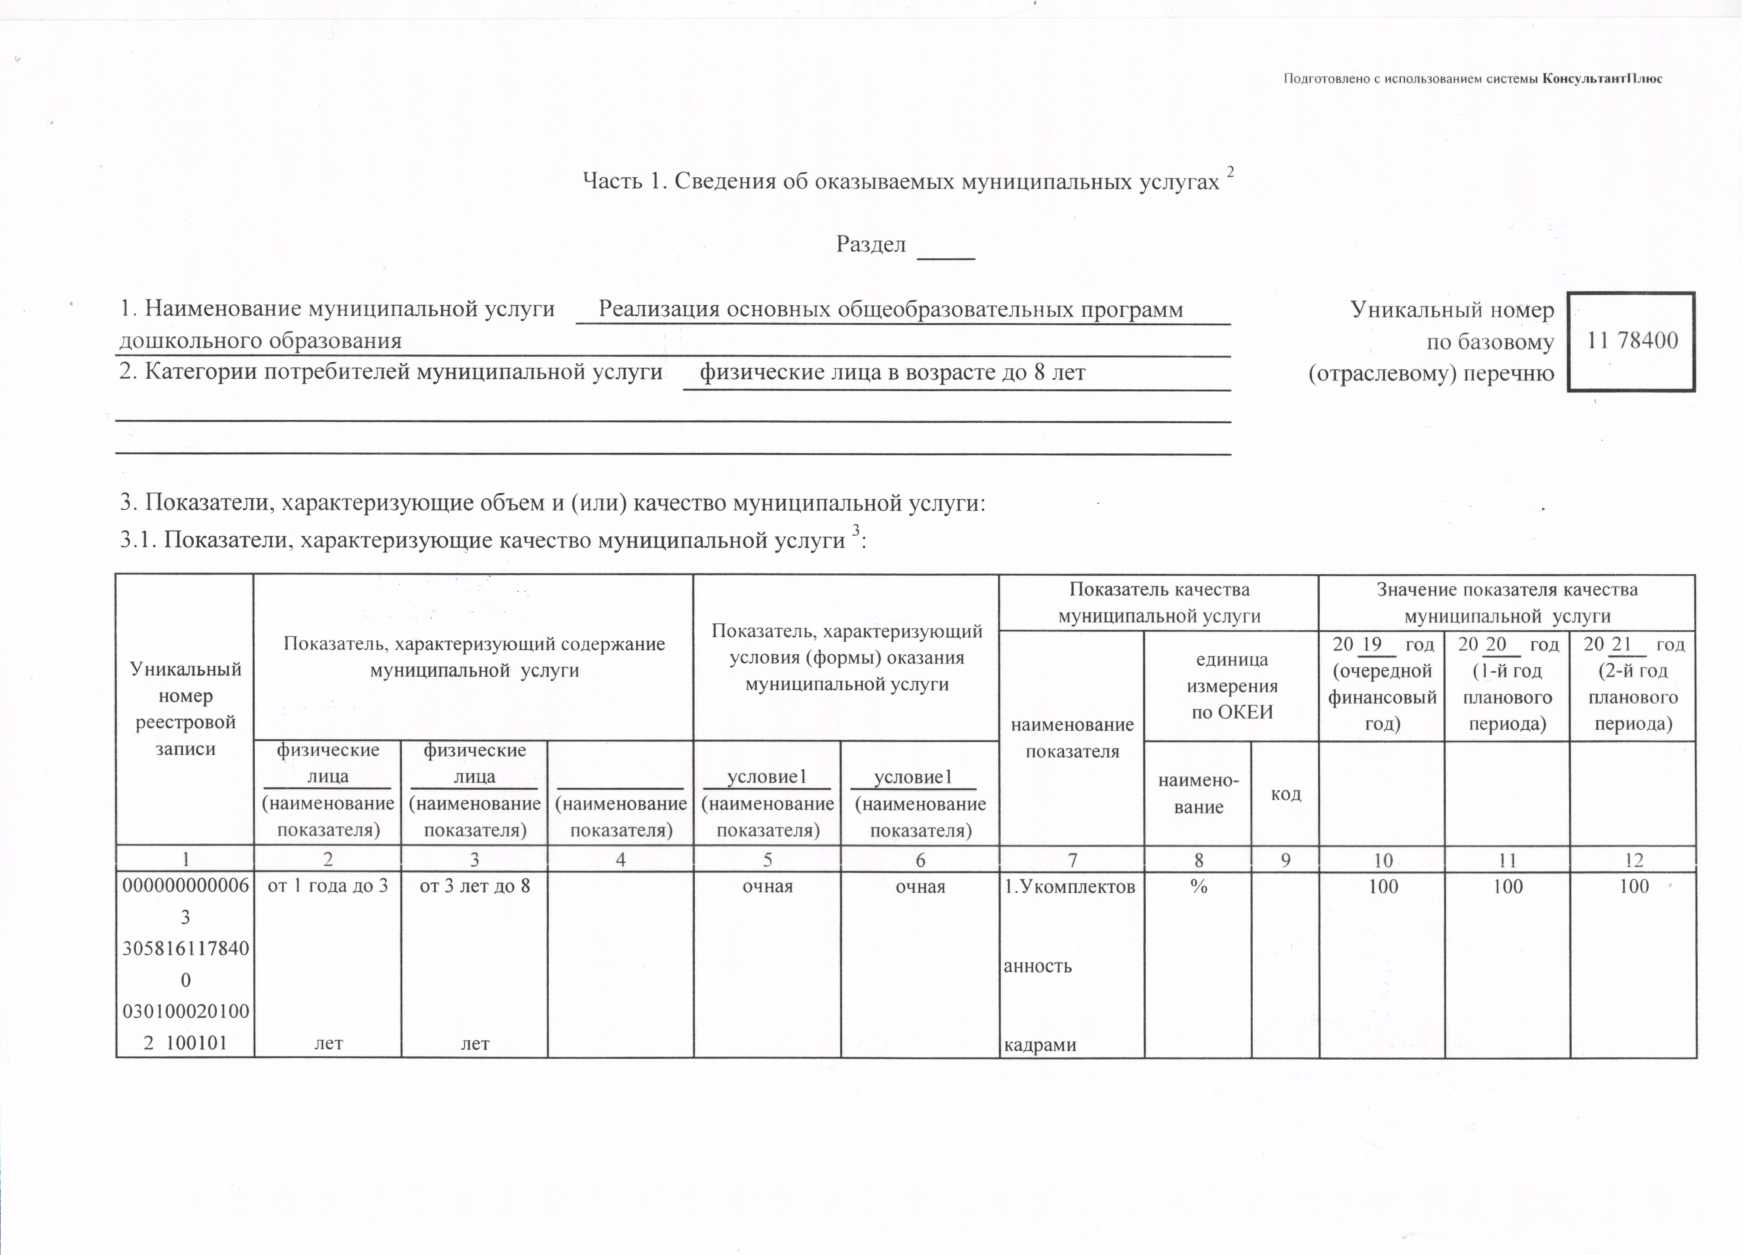 Подготовлено с использованием системы КонсультантПлюс
Часть 1. Сведения об оказываемых муниципальных услугах 2
Раздел
1. Наименование муниципальной услуги Реализация основных общеобразовательных программ
дошкольного образования
2. Категории потребителей муниципальной услуги физические лица в возрасте до 8 лет
Уникальный номер
по базовому
(отраслевому) перечню
11 78400
3. Показатели, характеризующие объем и (или) качество муниципальной услуги:
3.1. Показатели, характеризующие качество муниципальной услуги 3:
Уникальный
номер
реестровой
записи
Показатель, характеризующий содержание
муниципальной услуги
Показатель, характеризующий
условия (формы) оказания
муниципальной услуги
Показатель качества
муниципальной услуги
Значение показателя качества
муниципальной услуги
наименование
показателя
единица
измерения
по ОКЕИ
20 19 год
(очередной
финансовый
год)
20 20 год
(1-й год
планового
периода)
20 21 год
(2-й год
планового
периода)
физические
лица
(наименование
показателя)
физические
лица
(наименование
показателя)
(наименование
показателя)
условие1
(наименование
показателя)
условие1
(наименование
показателя)
наимено-
вание
код
1 2 3 4 5 6 7 8 9 10 11 12
000000000006
3
305816117840
0
030100020100
2 100101
от 1 года до 3
лет
от 3 лет до 8
лет
очная
очная
1.Укомплектов
анность
кадрами
%
100
100
100